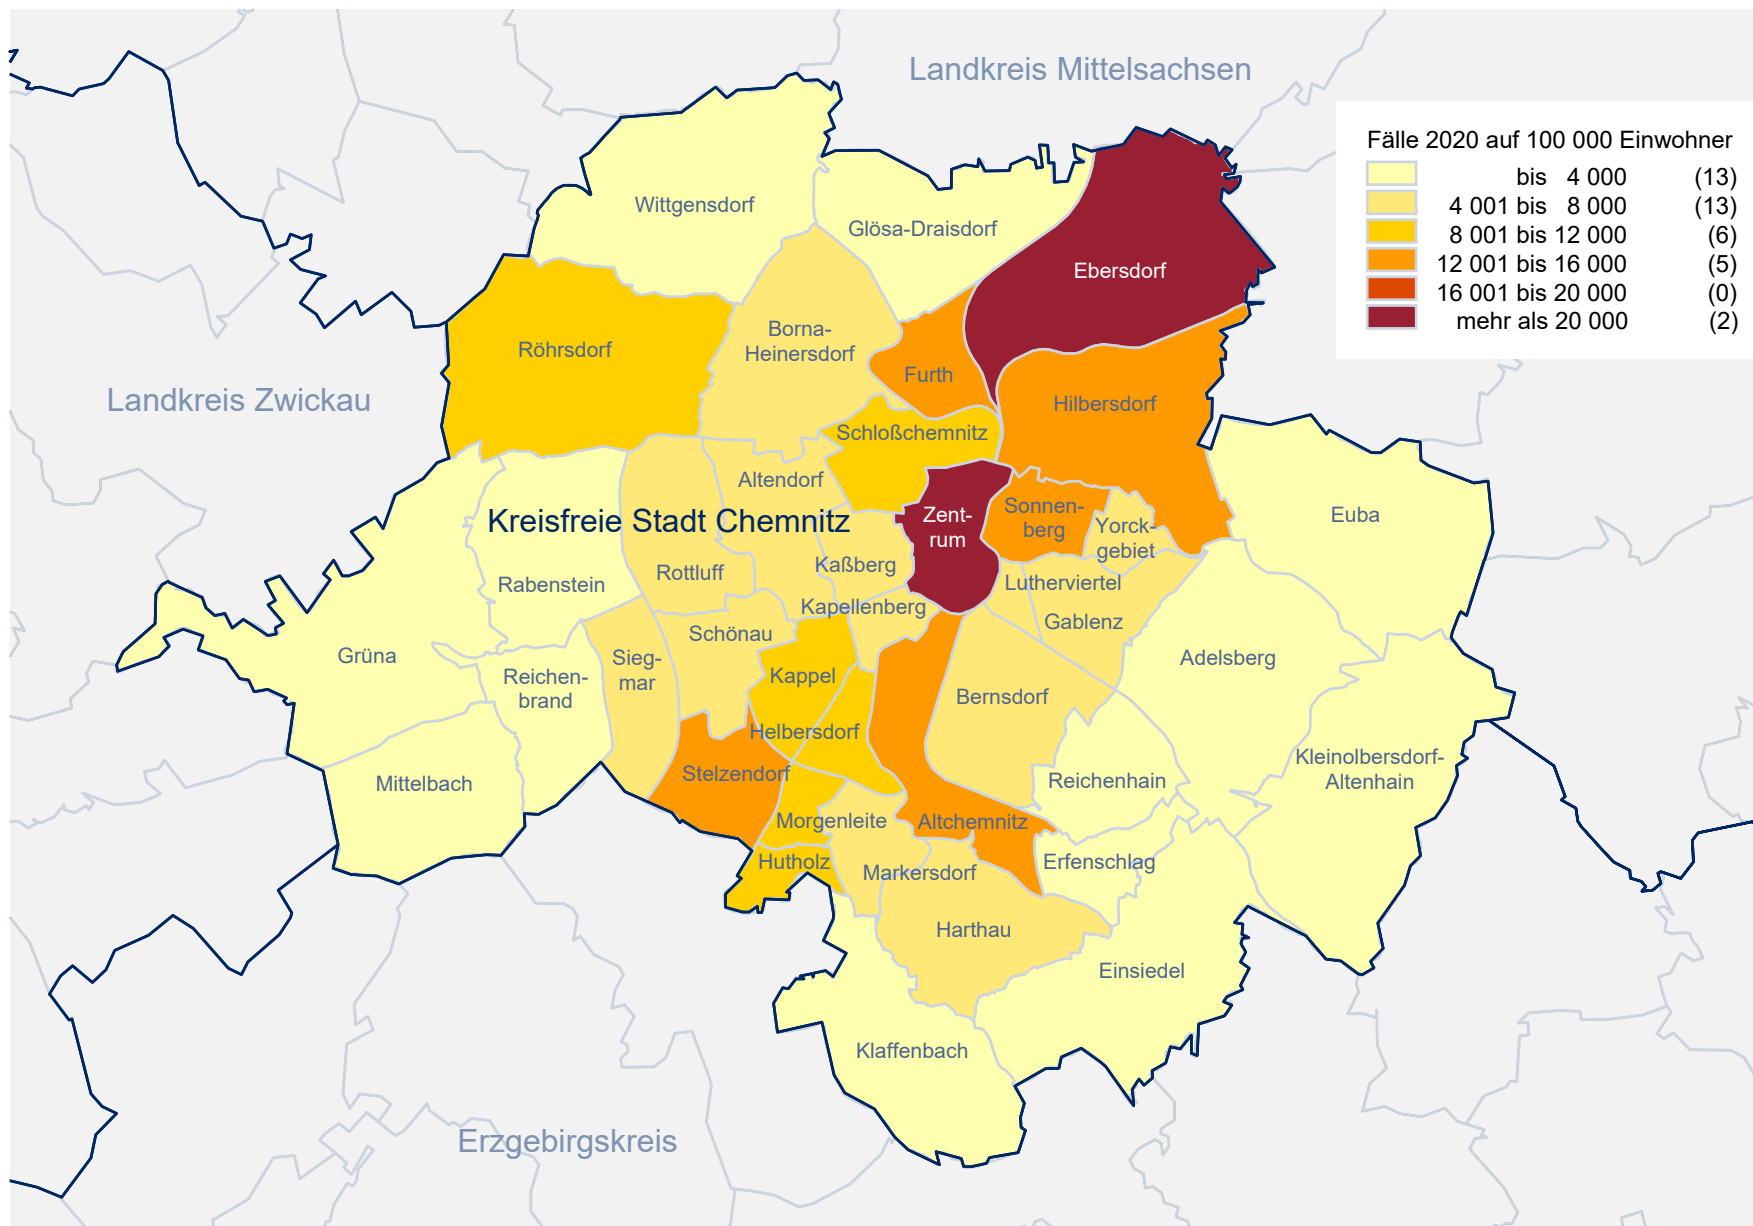 Landkreis Mittelsachsen
Fälle 2020 auf 100 000 Einwohner
bis 4 000 (13)
4 001 bis 8 000 (13)
8 001 bis 12 000 (6)
12 001 bis 16 000 (5)
16 001 bis 20 000 (0)
mehr als 20 000 (2)
Wittgensdorf
Glösa-Draisdorf
Ebersdorf
Borna-
Heinersdorf
Röhrsdorf
Furth
Landkreis Zwickau
Hilbersdorf
Schloßchemnitz
Altendorf
Kreisfreie Stadt Chemnitz
Zent-
rum
Sonnen-
berg
Yorck-
gebiet
Euba
Kaßberg
Rottluff
Rabenstein
Lutherviertel
Kapellenberg
Gablenz
Schönau
Grüna
Sieg-
mar
Adelsberg
Reichen-
brand
Kappel
Bernsdorf
Helbersdorf
Kleinolbersdorf-
Altenhain
Mittelbach
Stelzendorf
Reichenhain
Morgenleite
Altchemnitz
Hutholz
Markersdorf
Erfenschlag
Harthau
Einsiedel
Klaffenbach
Erzgebirgskreis